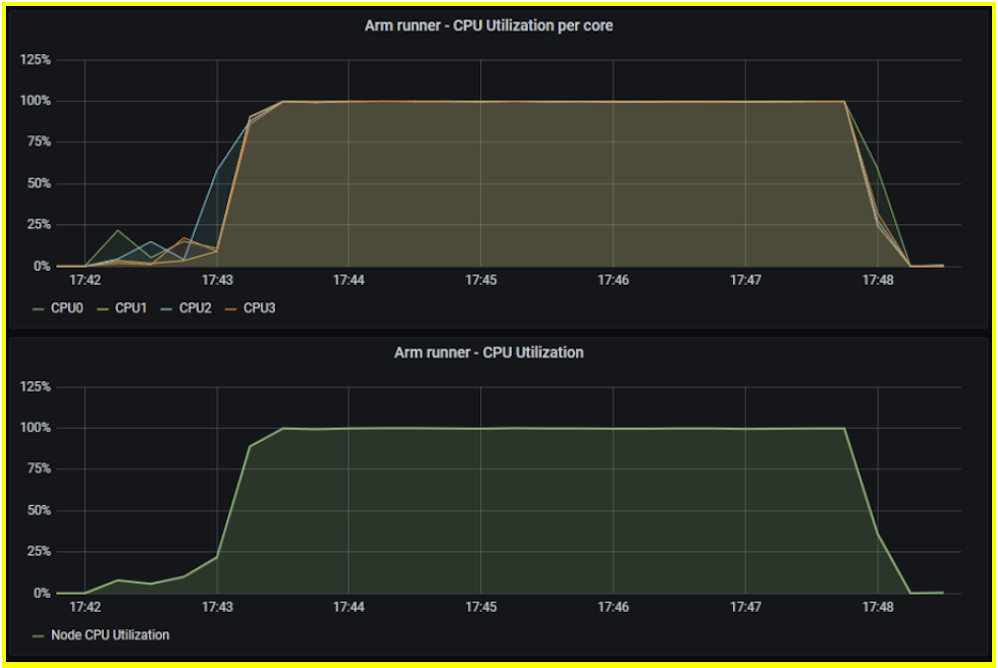 Arm runner - CPU Utilization per core
125%
100%
75%
50%
25%
0%
17:42 17:43 17:44 17:45 17:46 17:47 17:48
CPU0 CPU1 CPU2 CPU3
Arm runner - CPU Utilization
125%
100%
75%
50%
25%
0%
17:42 17:43 17:44 17:45 17:46 17:47 17:48
Node CPU Utilization